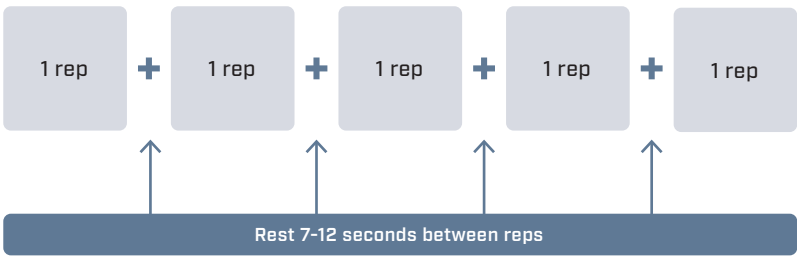 1 rep + 1 rep + 1 rep + 1 rep + 1 rep
Rest 7-12 seconds between reps